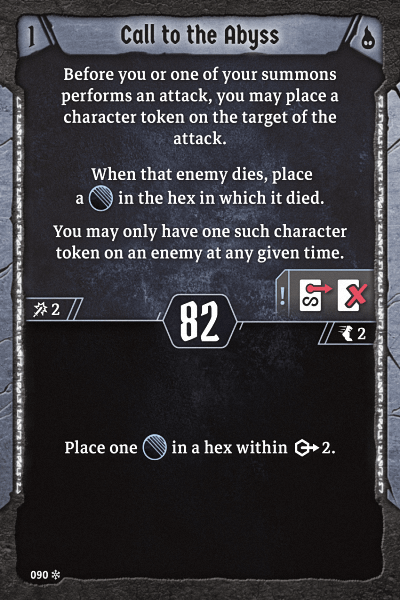 1 Call to the Abyss
Before you or one of your summons
performs an attack, you may place a
character token on the target of the
attack.
When that enemy dies, place
a in the hex in which it died.
You may only have one such character
token on an enemy at any given time.
!
2
82
2
Place one in a hex within 2.
090